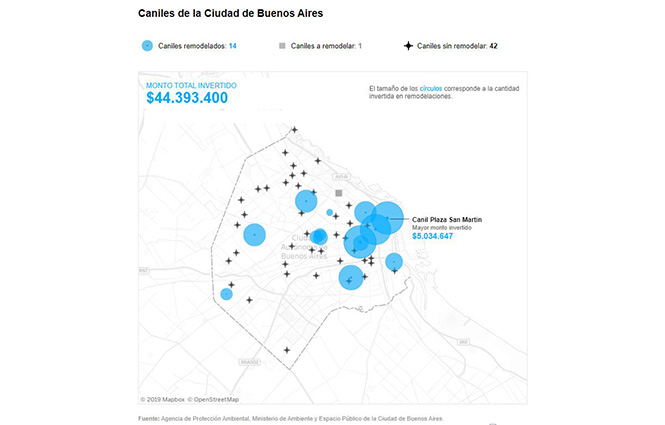 Caniles de la Ciudad de Buenos Aires
Caniles remodelados: 14
Caniles a remodelar: 1
Caniles sin remodelar: 42
MONTO TOTAL INVERTIDO
$44.393.400
El tamaño de los círculos corresponde a la cantidad
invertida en remodelaciones.
Canil Plaza San Martín
Mayor monto invertido
$5.034.647
Ciudad
Autónoma de
Buenos Aires
© 2019 Mapbox © OpenStreetMap
Fuente: Agencia de Protección Ambiental, Ministerio de Ambiente y Espacio Público de la Ciudad de Buenos Aires.